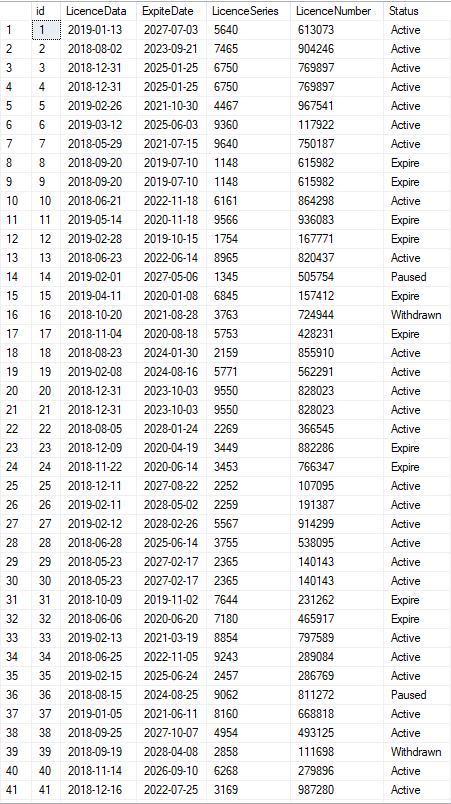 id LicenceData ExpiteDate LicenceSeries LicenceNumber Status
1 1 2019-01-13 2027-07-03 5640 613073 Active
2 2 2018-08-02 2023-09-21 7465 904246 Active
3 3 2018-12-31 2025-01-25 6750 769897 Active
4 4 2018-12-31 2025-01-25 6750 769897 Active
5 5 2019-02-26 2021-10-30 4467 967541 Active
6 6 2019-03-12 2025-06-03 9360 117922 Active
7 7 2018-05-29 2021-07-15 9640 750187 Active
8 8 2018-09-20 2019-07-10 1148 615982 Expire
9 9 2018-09-20 2019-07-10 1148 615982 Expire
10 10 2018-06-21 2022-11-18 6161 864298 Active
11 11 2019-05-14 2020-11-18 9566 936083 Expire
12 12 2019-02-28 2019-10-15 1754 167771 Expire
13 13 2018-06-23 2022-06-14 8965 820437 Active
14 14 2019-02-01 2027-05-06 1345 505754 Paused
15 15 2019-04-11 2020-01-08 6845 157412 Expire
16 16 2018-10-20 2021-08-28 3763 724944 Withdrawn
17 17 2018-11-04 2020-08-18 5753 428231 Expire
18 18 2018-08-23 2024-01-30 2159 855910 Active
19 19 2019-02-08 2024-08-16 5771 562291 Active
20 20 2018-12-31 2023-10-03 9550 828023 Active
21 21 2018-12-31 2023-10-03 9550 828023 Active
22 22 2018-08-05 2028-01-24 2269 366545 Active
23 23 2018-12-09 2020-04-19 3449 882286 Expire
24 24 2018-11-22 2020-06-14 3453 766347 Expire
25 25 2018-12-11 2027-08-22 2252 107095 Active
26 26 2019-02-11 2028-05-02 2259 191387 Active
27 27 2019-02-12 2028-02-26 5567 914299 Active
28 28 2018-06-28 2025-06-14 3755 538095 Active
29 29 2018-05-23 2027-02-17 2365 140143 Active
30 30 2018-05-23 2027-02-17 2365 140143 Active
31 31 2018-10-09 2019-11-02 7644 231262 Expire
32 32 2018-06-06 2020-06-20 7180 465917 Expire
33 33 2019-02-13 2021-03-19 8854 797589 Active
34 34 2018-06-25 2022-11-05 9243 289084 Active
35 35 2019-02-15 2025-06-24 2457 286769 Active
36 36 2018-08-15 2024-08-25 9062 811272 Paused
37 37 2019-01-05 2021-06-11 8160 668818 Active
38 38 2018-09-25 2027-10-07 4954 493125 Active
39 39 2018-09-19 2028-04-08 2858 111698 Withdrawn
40 40 2018-11-14 2026-09-10 6268 279896 Active
41 41 2018-12-16 2022-07-25 3169 987280 Active